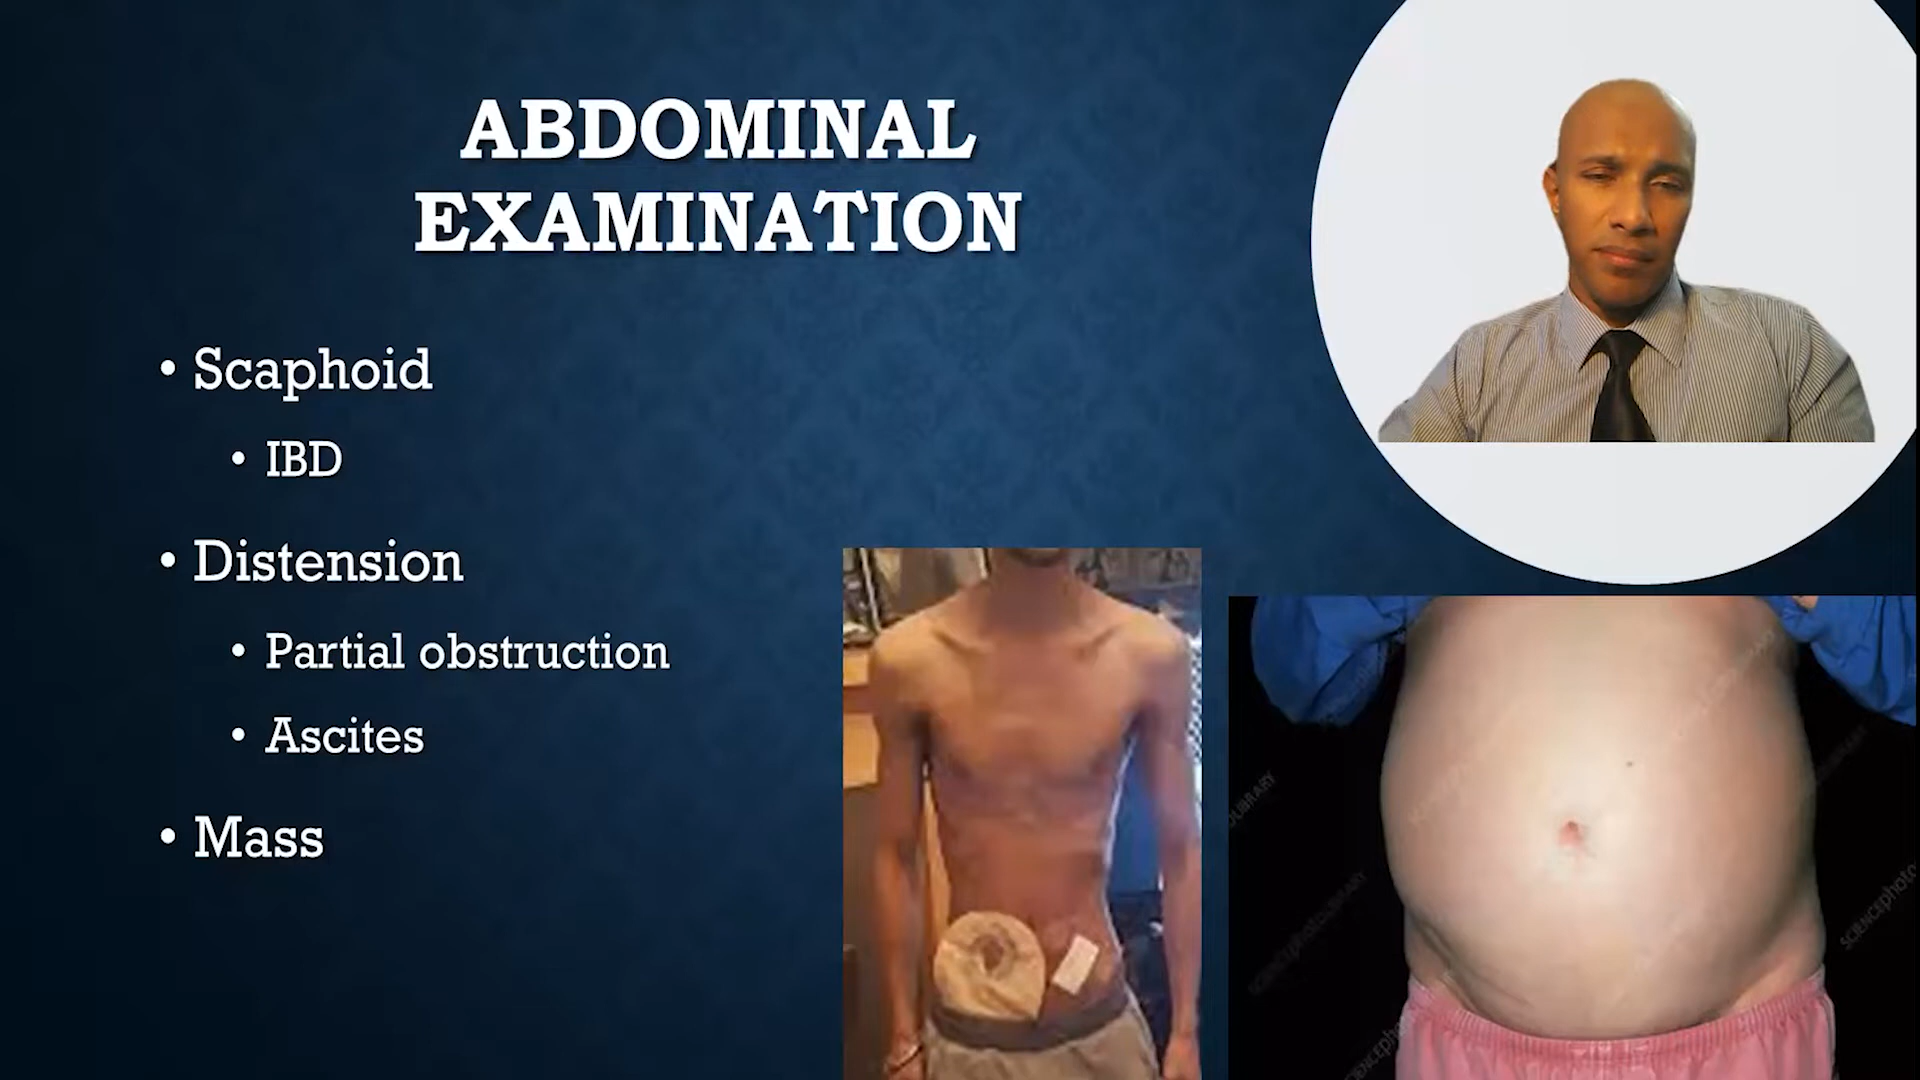 ABDOMINAL
EXAMINATION
• Scaphoid
• IBD
• Distension
• Partial obstruction
• Ascites
• Mass